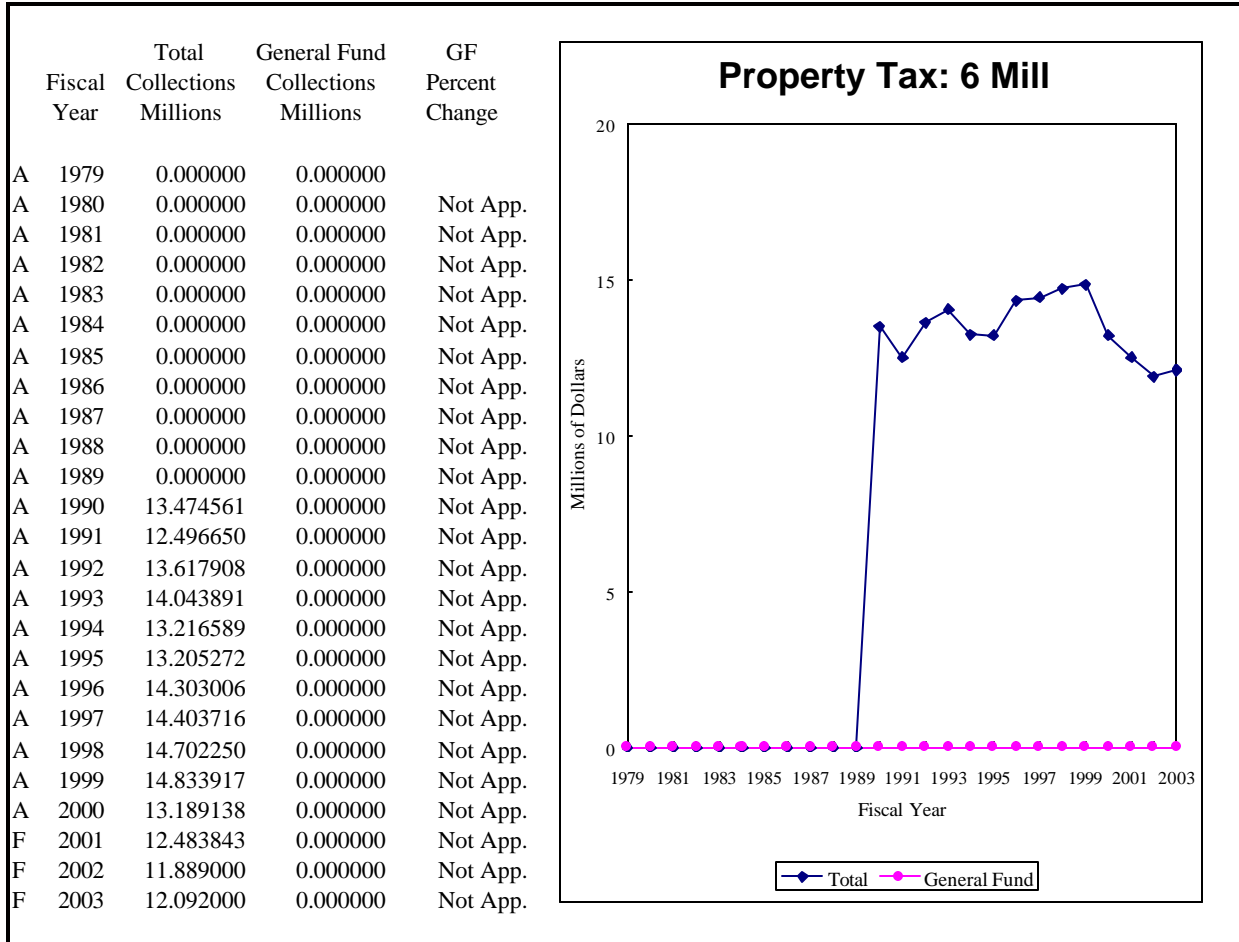 Total General Fund GF
Fiscal Collections Collections Percent
Year Millions Millions Change
A 1979 0.000000 0.000000
A 1980 0.000000 0.000000 Not App.
A 1981 0.000000 0.000000 Not App.
A 1982 0.000000 0.000000 Not App.
A 1983 0.000000 0.000000 Not App.
A 1984 0.000000 0.000000 Not App.
A 1985 0.000000 0.000000 Not App.
A 1986 0.000000 0.000000 Not App.
A 1987 0.000000 0.000000 Not App.
A 1988 0.000000 0.000000 Not App.
A 1989 0.000000 0.000000 Not App.
A 1990 13.474561 0.000000 Not App.
A 1991 12.496650 0.000000 Not App.
A 1992 13.617908 0.000000 Not App.
A 1993 14.043891 0.000000 Not App.
A 1994 13.216589 0.000000 Not App.
A 1995 13.205272 0.000000 Not App.
A 1996 14.303006 0.000000 Not App.
A 1997 14.403716 0.000000 Not App.
A 1998 14.702250 0.000000 Not App.
A 1999 14.833917 0.000000 Not App.
A 2000 13.189138 0.000000 Not App.
F 2001 12.483843 0.000000 Not App.
F 2002 11.889000 0.000000 Not App.
F 2003 12.092000 0.000000 Not App.
Property Tax: 6 Mill
20
15
10
5
0
Millions of Dollars
1979 1981 1983 1985 1987 1989 1991 1993 1995 1997 1999 2001 2003
Fiscal Year
Total General Fund